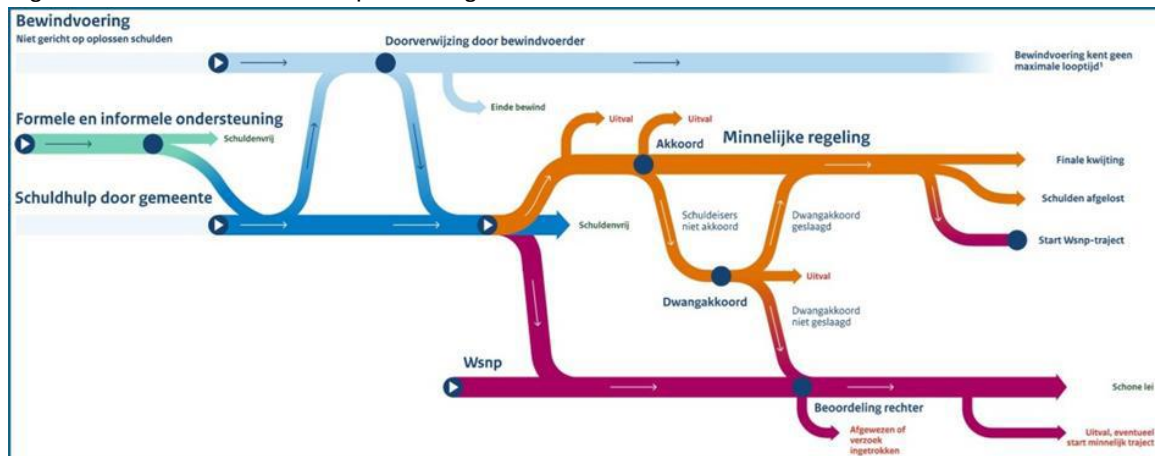 Bewindvoering
Niet gericht op oplossen schulden
Doorverwijzing door bewindvoerder
Bewindvoering kent geen
maximale looptijd¹
Einde bewind
Formele en informele ondersteuning
Schuldenvrij
Uitval
Uitval
Akkoord
Minnelijke regeling
Finale kwijting
Schuldhulp door gemeente
Schulden afgelost
Schuldeisers
niet akkoord
Dwangakkoord
geslaagd
Schuldenvrij
Start Wsnp-traject
Uitval
Dwangakkoord
Dwangakkoord
niet geslaagd
Wsnp
Schone lei
Beoordeling rechter
Afgewezen of
verzoek
ingetrokken
Uitval, eventueel
start minnelijk traject